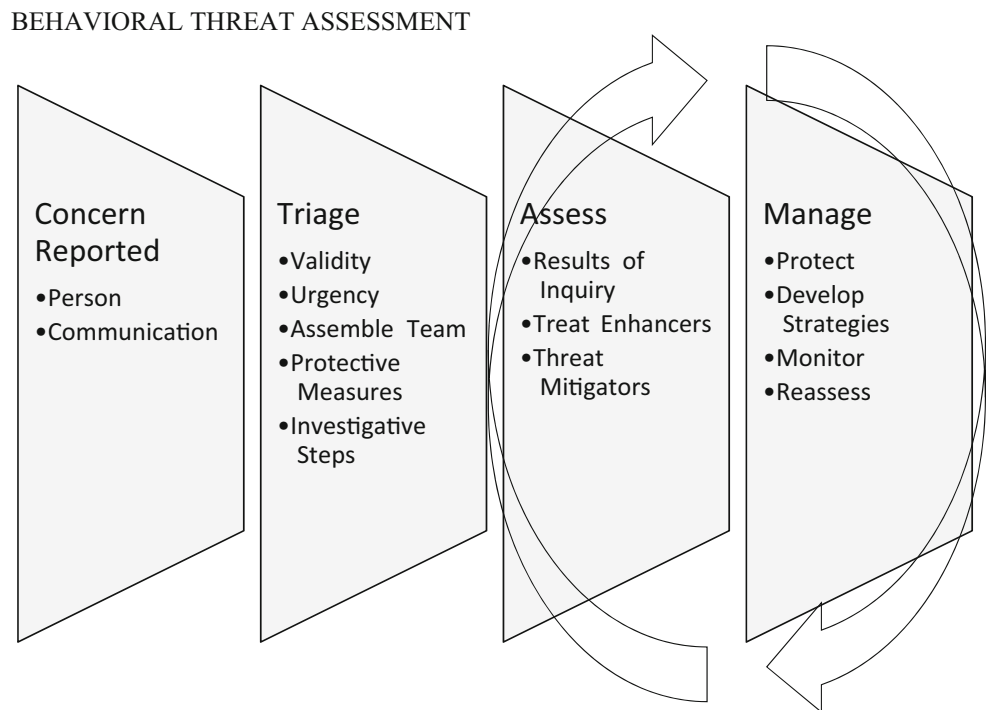 BEHAVIORAL THREAT ASSESSMENT
Concern
Reported
•Person
•Communication
Triage
•Validity
•Urgency
•Assemble Team
•Protective
Measures
•Investigative
Steps
Assess
•Results of
Inquiry
•Treat Enhancers
•Threat
Mitigators
Manage
•Protect
•Develop
Strategies
•Monitor
•Reassess